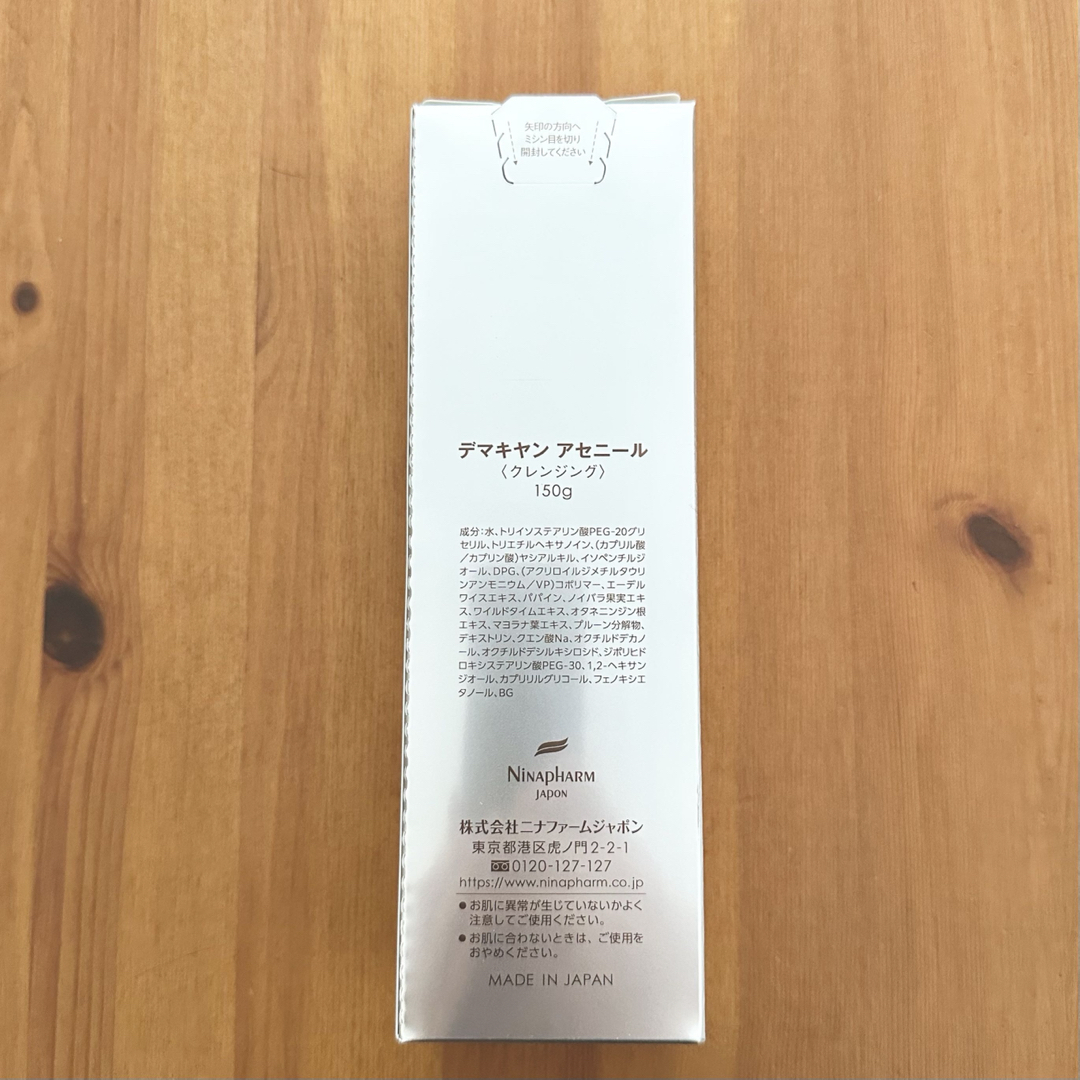 矢印の方向へ
ミシン目を切り
開封してください
デマキヤン アセニール
〈クレンジング〉
150g
成分:水、トリイソステアリン酸PEG-20グリ
セリル、トリエチルヘキサノイン、(カプリル酸
/カプリン酸)ヤシアルキル、イソペンチルジ
オール、DPG、(アクリロイルジメチルタウリ
ンアンモニウム/VP)コポリマー、エーデル
ワイスエキス、パパイン、ノイバラ果実エキ
ス、ワイルドタイムエキス、オタネニンジン根
エキス、マヨラナ葉エキス、プルーン分解物、
デキストリン、クエン酸Na、オクチルドデカノ
ール、オクチルドデシルキシロシド、ジポリヒド
ロキシステアリン酸PEG-30、1,2-ヘキサン
ジオール、カプリリルグリコール、フェノキシエ
タノール、BG
NINAPHARM
JAPON
株式会社ニナファームジャポン
東京都港区虎ノ門2-2-1
0120-127-127
https://www.ninapharm.co.jp
●お肌に異常が生じていないかよく
注意してご使用ください。
●お肌に合わないときは、ご使用を
おやめください。
MADE IN JAPAN